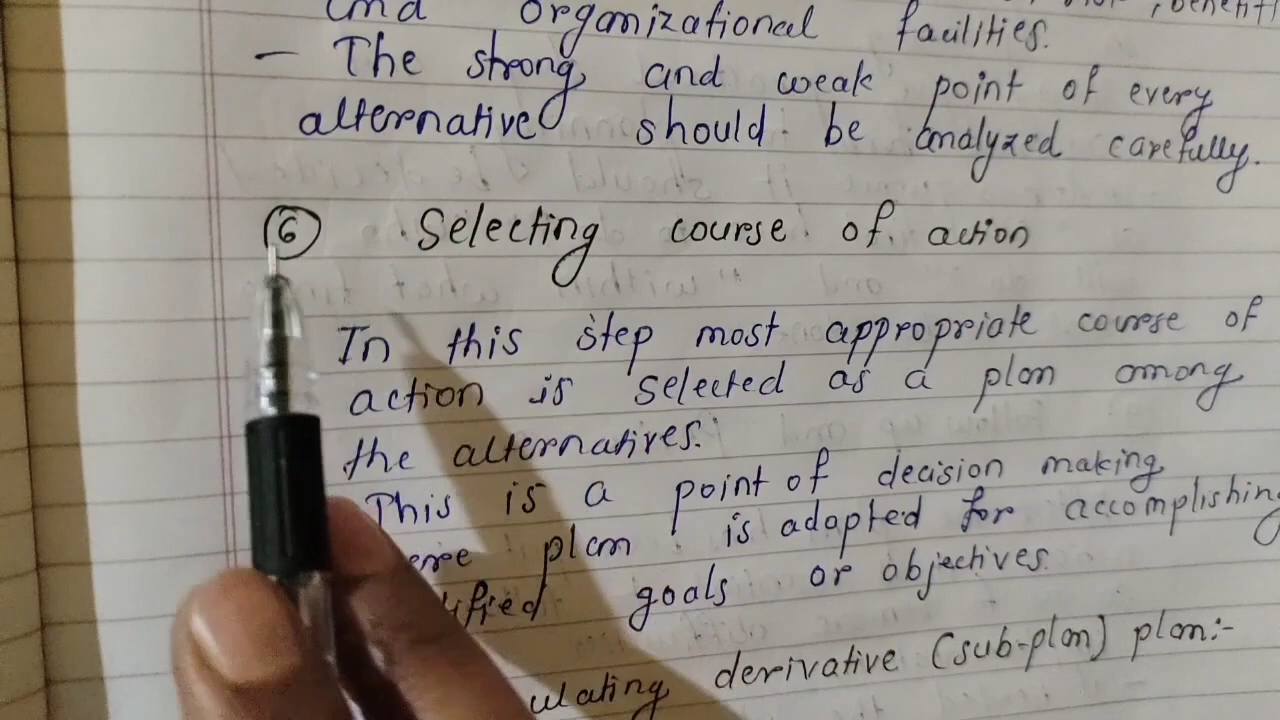 and organizational facilities.
– The strong and weak point of every
alternative should be analyzed carefully.
6 Selecting course of action
In this step most appropriate course of
action is selected as a plan among
the alternatives.
This is a point of decision making
plan is adapted for accomplishing
goals or objectives.
derivative (sub-plan) plan:-